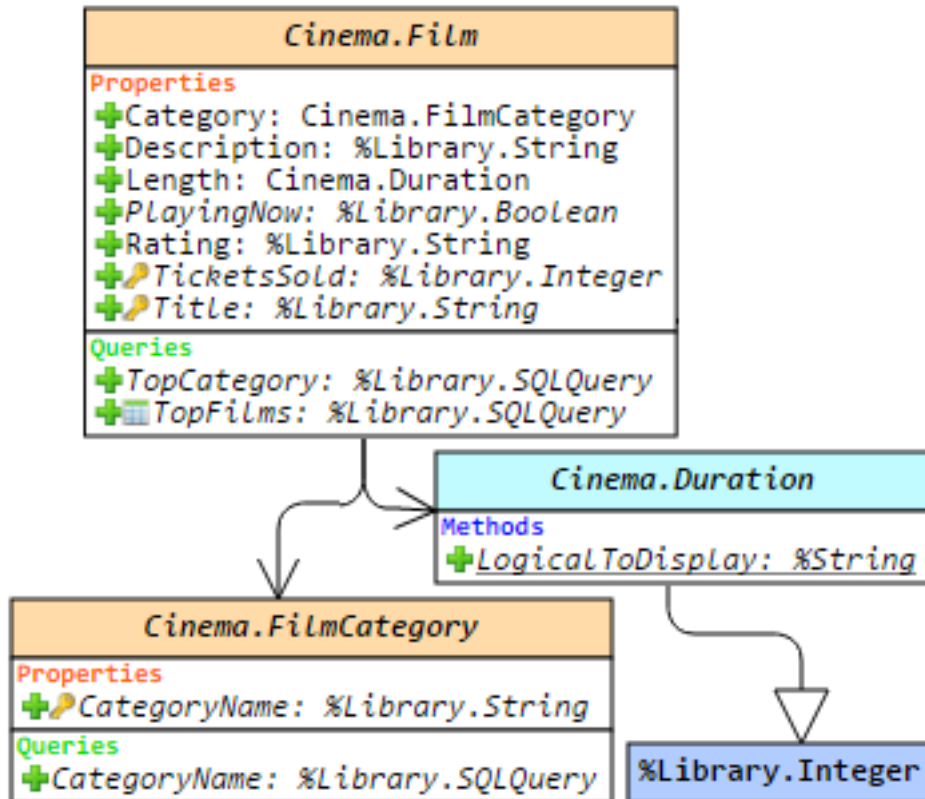 Cinema.Film
Properties
Category: Cinema.FilmCategory
Description: %Library.String
Length: Cinema.Duration
PlayingNow: %Library.Boolean
Rating: %Library.String
TicketsSold: %Library.Integer
Title: %Library.String
Queries
TopCategory: %Library.SQLQuery
TopFilms: %Library.SQLQuery
Cinema.Duration
Methods
LogicalToDisplay: %String
Cinema.FilmCategory
Properties
CategoryName: %Library.String
Queries
CategoryName: %Library.SQLQuery
%Library.Integer